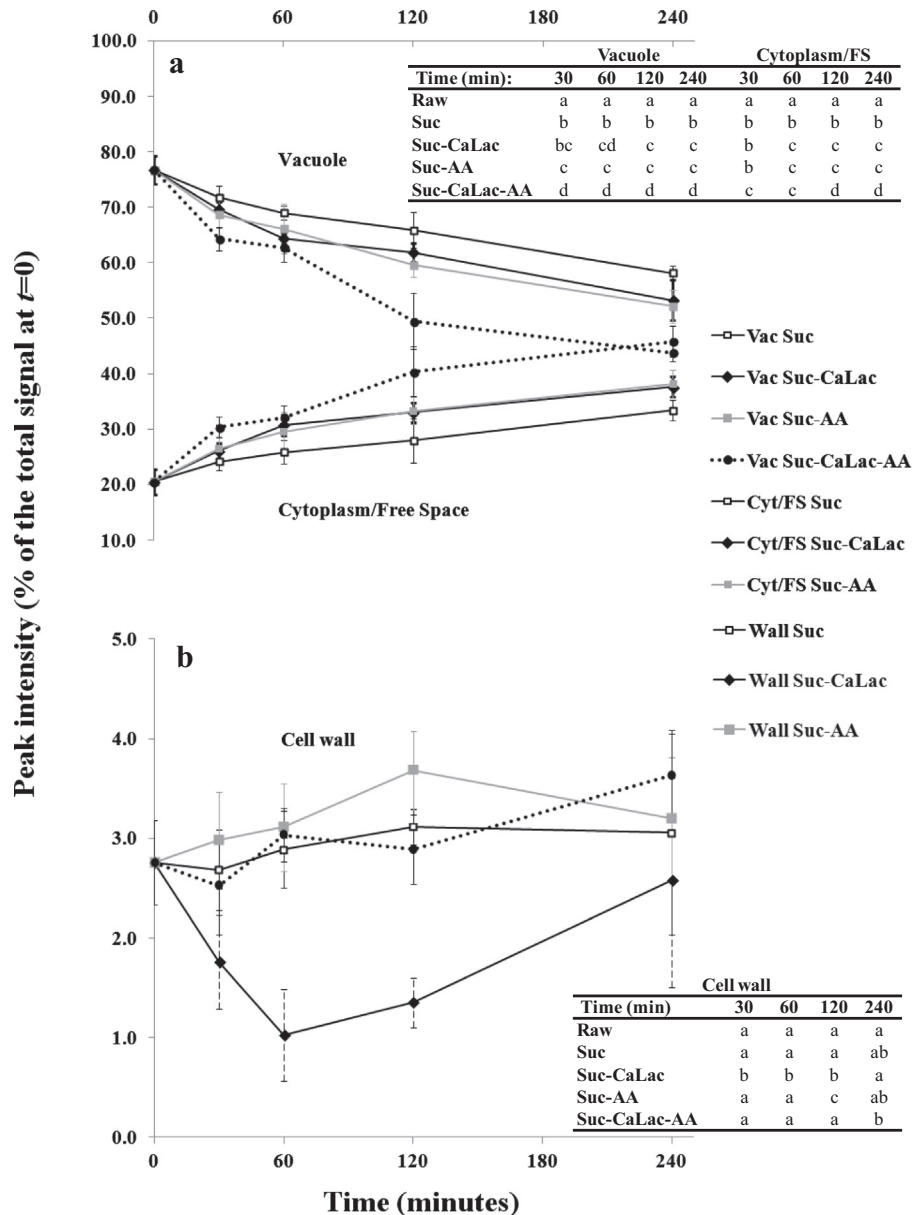 0 60 120 180 240
100.0
90.0
80.0
70.0
60.0
50.0
40.0
30.0
20.0
10.0
a
Vacuole Cytoplasm/FS
Time (min): 30 60 120 240 30 60 120 240
Raw a a a a a a a a
Suc b b b b b b b b
Suc-CaLac bc cd c c b c c c
Suc-AA c c c c b c c c
Suc-CaLac-AA d d d d c c d d
Vacuole
Cytoplasm/Free Space
Peak intensity (% of the total signal at t=0)
Vac Suc
Vac Suc-CaLac
Vac Suc-AA
Vac Suc-CaLac-AA
Cyt/FS Suc
Cyt/FS Suc-CaLac
Cyt/FS Suc-AA
Wall Suc
Wall Suc-CaLac
Wall Suc-AA
5.0
4.0
3.0
2.0
1.0
0.0
b
Cell wall
Cell wall
Time (min) 30 60 120 240
Raw a a a a
Suc a a a ab
Suc-CaLac b b b a
Suc-AA a a c ab
Suc-CaLac-AA a a a b
0 60 120 180 240
Time (minutes)